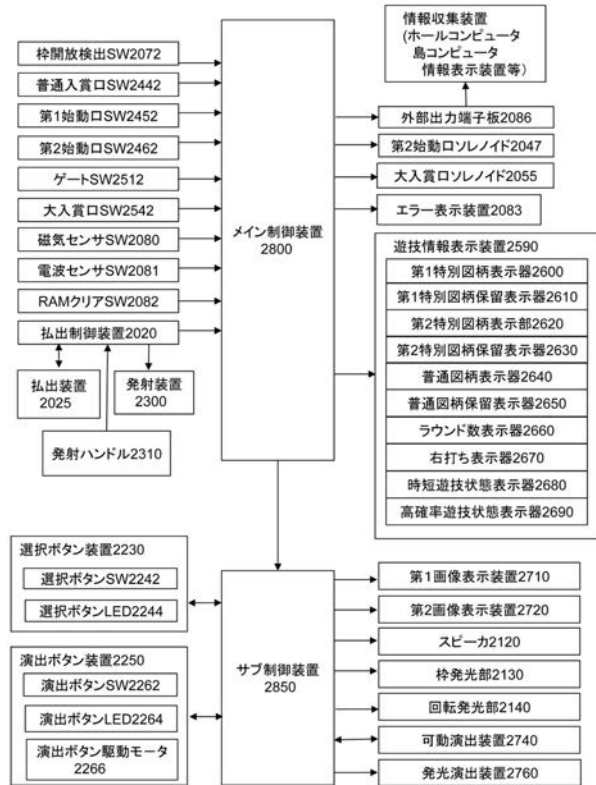 枠開放検出SW2072
普通入賞口SW2442
第1始動口SW2452
第2始動口SW2462
ゲートSW2512
大入賞口SW2542
磁気センサSW2080
電波センサSW2081
RAMクリアSW2082
払出制御装置2020
払出装置
2025
発射装置
2300
発射ハンドル2310
メイン制御装置
2800
情報収集装置
(ホールコンピュータ
島コンピュータ
情報表示装置等)
外部出力端子板2086
第2始動口ソレノイド2047
大入賞口ソレノイド2055
エラー表示装置2083
遊技情報表示装置2590
第1特別図柄表示器2600
第1特別図柄保留表示器2610
第2特別図柄表示部2620
第2特別図柄保留表示器2630
普通図柄表示器2640
普通図柄保留表示器2650
ラウンド数表示器2660
右打ち表示器2670
時短遊技状態表示器2680
高確率遊技状態表示器2690
選択ボタン装置2230
選択ボタンSW2242
選択ボタンLED2244
演出ボタン装置2250
演出ボタンSW2262
演出ボタンLED2264
演出ボタン駆動モータ
2266
サブ制御装置
2850
第1画像表示装置2710
第2画像表示装置2720
スピーカ2120
枠発光部2130
回転発光部2140
可動演出装置2740
発光演出装置2760